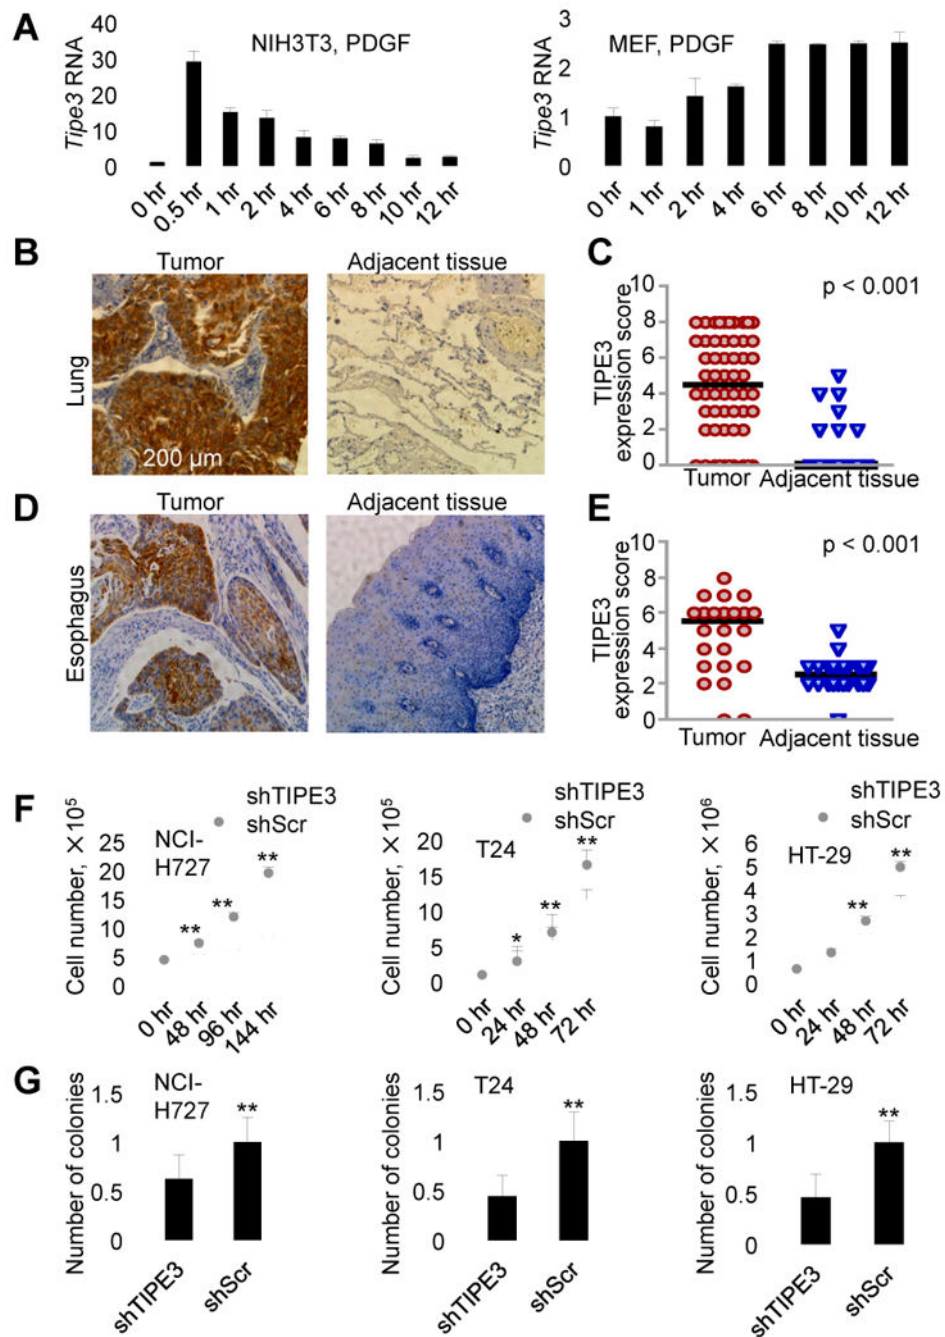 A
NIH3T3, PDGF
Tipe3 RNA
40
30
20
10
0
0 hr
0.5 hr
1 hr
2 hr
4 hr
6 hr
8 hr
10 hr
12 hr
MEF, PDGF
Tipe3 RNA
3
2
1
0
0 hr
1 hr
2 hr
4 hr
6 hr
8 hr
10 hr
12 hr
B
Tumor
Adjacent tissue
Lung
200 µm
C
p < 0.001
TIPE3
expression score
10
8
6
4
2
0
Tumor
Adjacent tissue
D
Tumor
Adjacent tissue
Esophagus
E
p < 0.001
TIPE3
expression score
10
8
6
4
2
0
Tumor
Adjacent tissue
F
shTIPE3
shScr
NCI-
H727
Cell number, ×10⁵
25
20
15
10
5
0
**
**
**
0 hr
48 hr
96 hr
144 hr
shTIPE3
shScr
T24
Cell number, ×10⁵
20
15
10
5
0
*
**
**
0 hr
24 hr
48 hr
72 hr
shTIPE3
shScr
HT-29
Cell number, ×10⁶
6
5
4
3
2
1
0
**
**
0 hr
24 hr
48 hr
72 hr
G
NCI-
H727
Number of colonies
1.5
1
0.5
0
**
shTIPE3
shScr
T24
Number of colonies
1.5
1
0.5
0
**
shTIPE3
shScr
HT-29
Number of colonies
1.5
1
0.5
0
**
shTIPE3
shScr